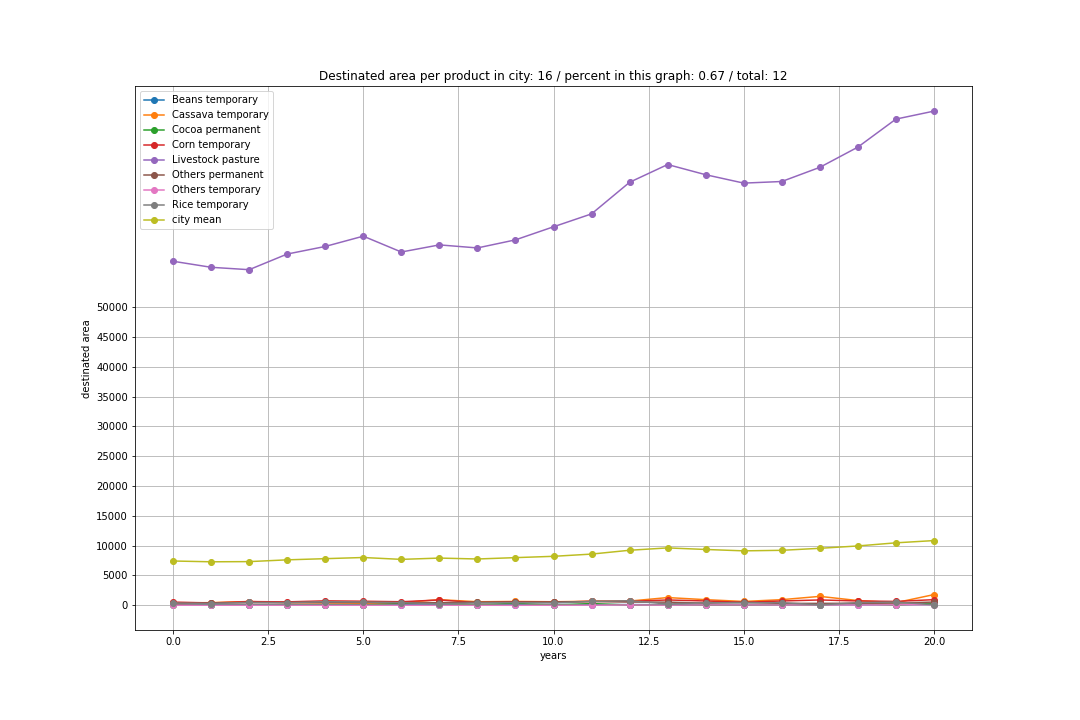 Destinated area per product in city: 16 / percent in this graph: 0.67 / total: 12
Beans temporary
Cassava temporary
Cocoa permanent
Corn temporary
Livestock pasture
Others permanent
Others temporary
Rice temporary
city mean
50000
45000
40000
35000
30000
25000
20000
15000
10000
5000
0
destinated area
0.0 2.5 5.0 7.5 10.0 12.5 15.0 17.5 20.0
years